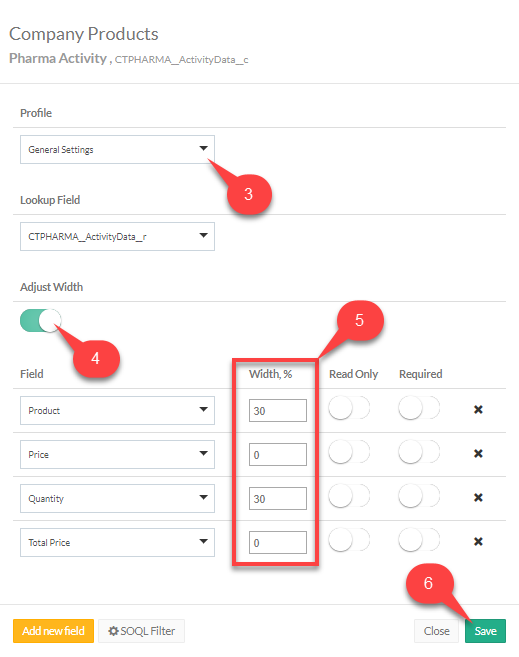 Company Products
Pharma Activity , CTPHARMA__ActivityData__c
Profile
General Settings
3
Lookup Field
CTPHARMA__ActivityData__r
Adjust Width
5
4
Field Width, % Read Only Required
Product 30
Price 0
Quantity 30
Total Price 0
6
Add new field SOQL Filter Close Save